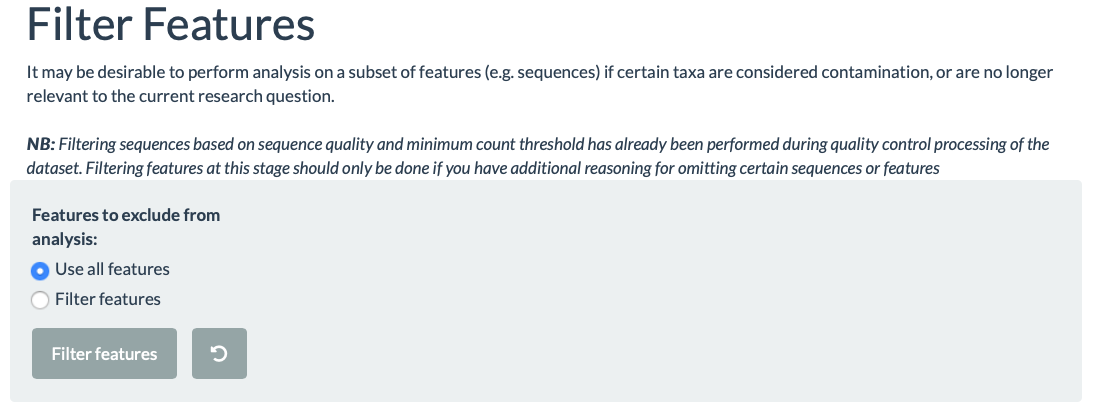 Filter Features
It may be desirable to perform analysis on a subset of features (e.g. sequences) if certain taxa are considered contamination, or are no longer
relevant to the current research question.
NB: Filtering sequences based on sequence quality and minimum count threshold has already been performed during quality control processing of the
dataset. Filtering features at this stage should only be done if you have additional reasoning for omitting certain sequences or features
Features to exclude from
analysis:
Use all features
Filter features
Filter features